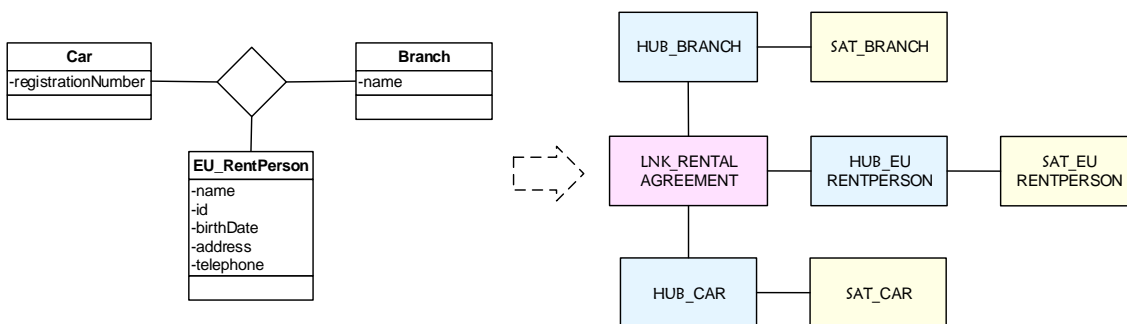 Car
-registrationNumber
Branch
-name
EU_RentPerson
-name
-id
-birthDate
-address
-telephone
HUB_BRANCH
SAT_BRANCH
LNK_RENTAL
AGREEMENT
HUB_EU
RENTPERSON
SAT_EU
RENTPERSON
HUB_CAR
SAT_CAR